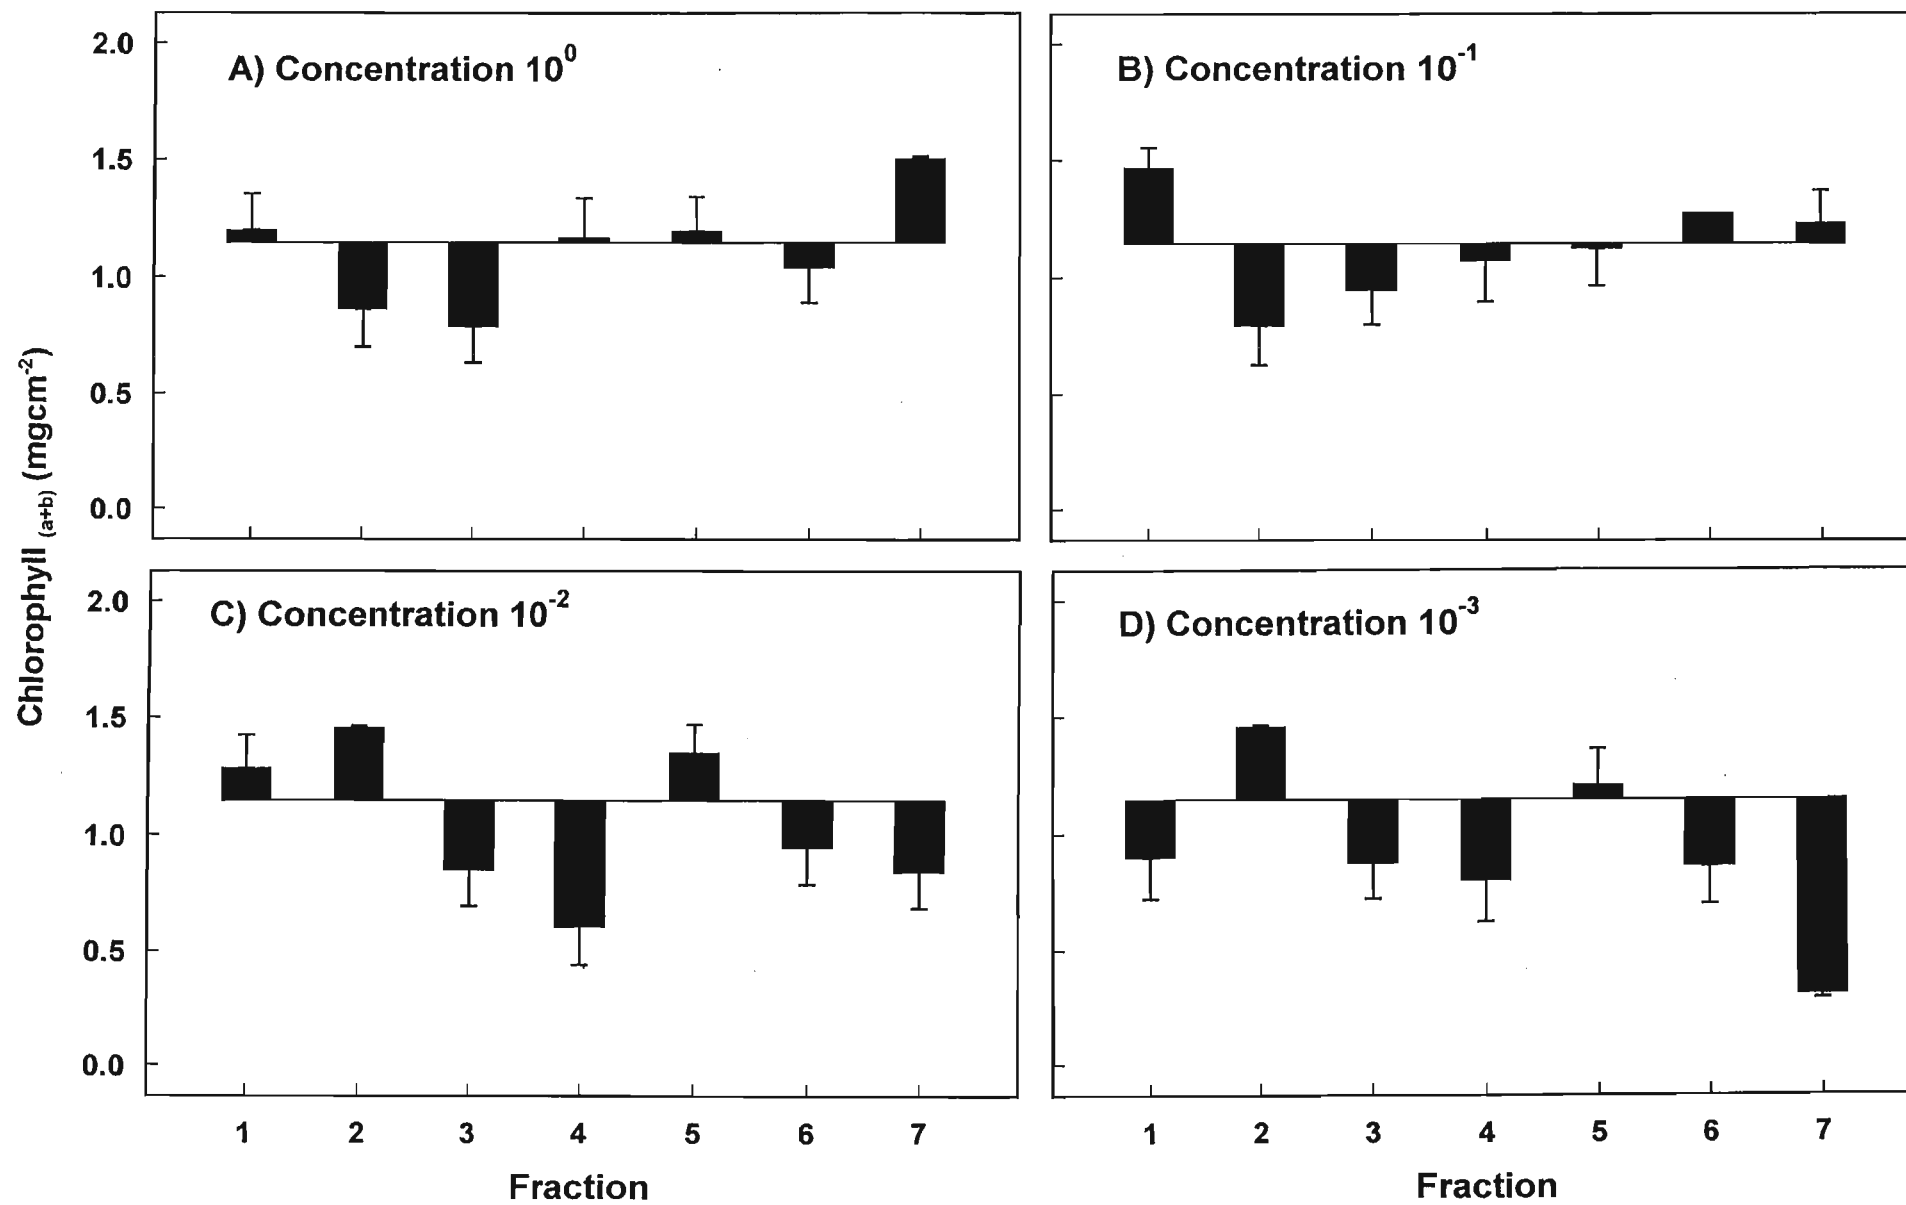 A) Concentration 10^0
B) Concentration 10^-1
2.0
1.5
1.0
0.5
0.0
Chlorophyll (a+b) (mgcm^-2)
C) Concentration 10^-2
D) Concentration 10^-3
2.0
1.5
1.0
0.5
0.0
1 2 3 4 5 6 7
1 2 3 4 5 6 7
Fraction
Fraction